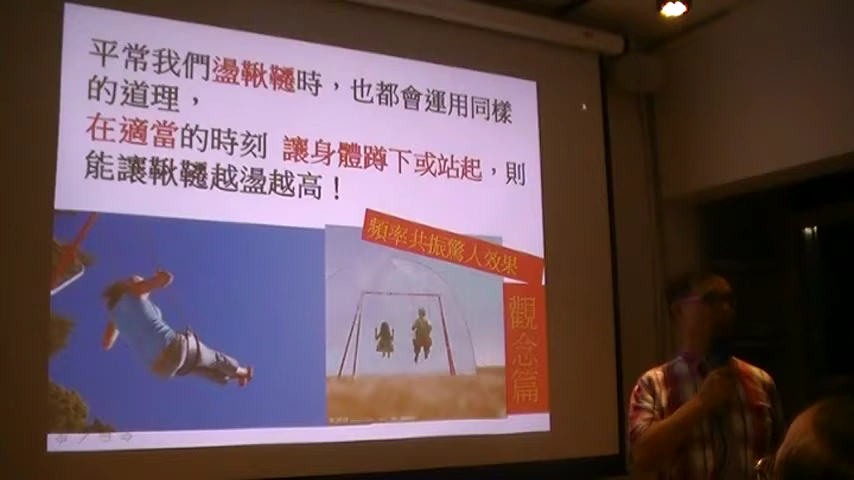 平常我們盪鞦韆時，也都會運用同樣
的道理，
在適當的時刻 讓身體蹲下或站起，則
能讓鞦韆越盪越高！
頻率共振驚人效果
觀念篇